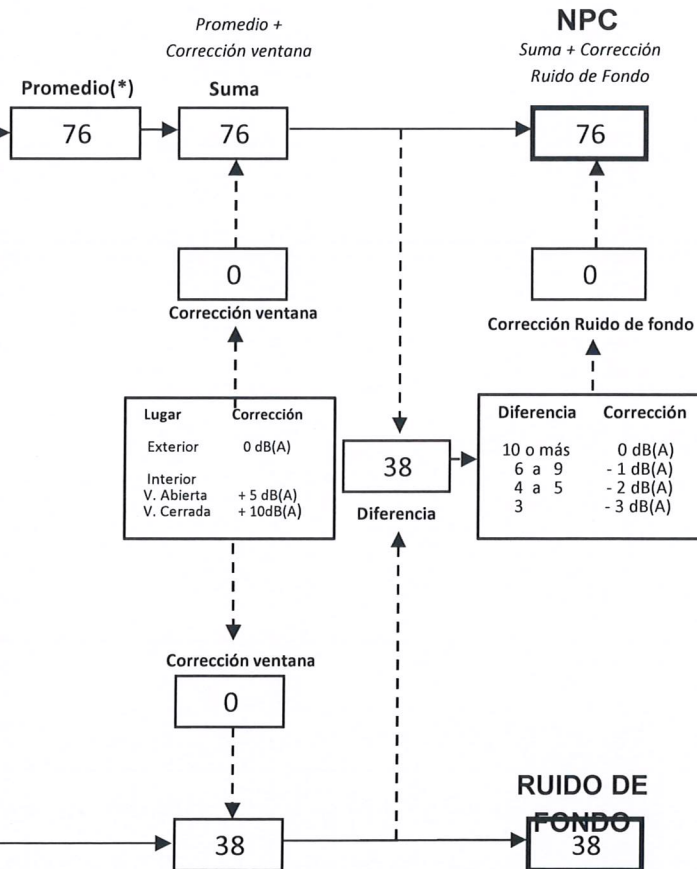 Promedio +
Corrección ventana
NPC
Suma + Corrección
Ruido de Fondo
Promedio(*)
Suma
76
76
76
0
0
Corrección ventana
Corrección Ruido de fondo
Lugar Corrección
Exterior 0 dB(A)
Interior
V. Abierta + 5 dB(A)
V. Cerrada + 10dB(A)
38
Diferencia
Diferencia Corrección
10 o más 0 dB(A)
6 a 9 - 1 dB(A)
4 a 5 - 2 dB(A)
3 - 3 dB(A)
Corrección ventana
0
RUIDO DE
FONDO
38
38